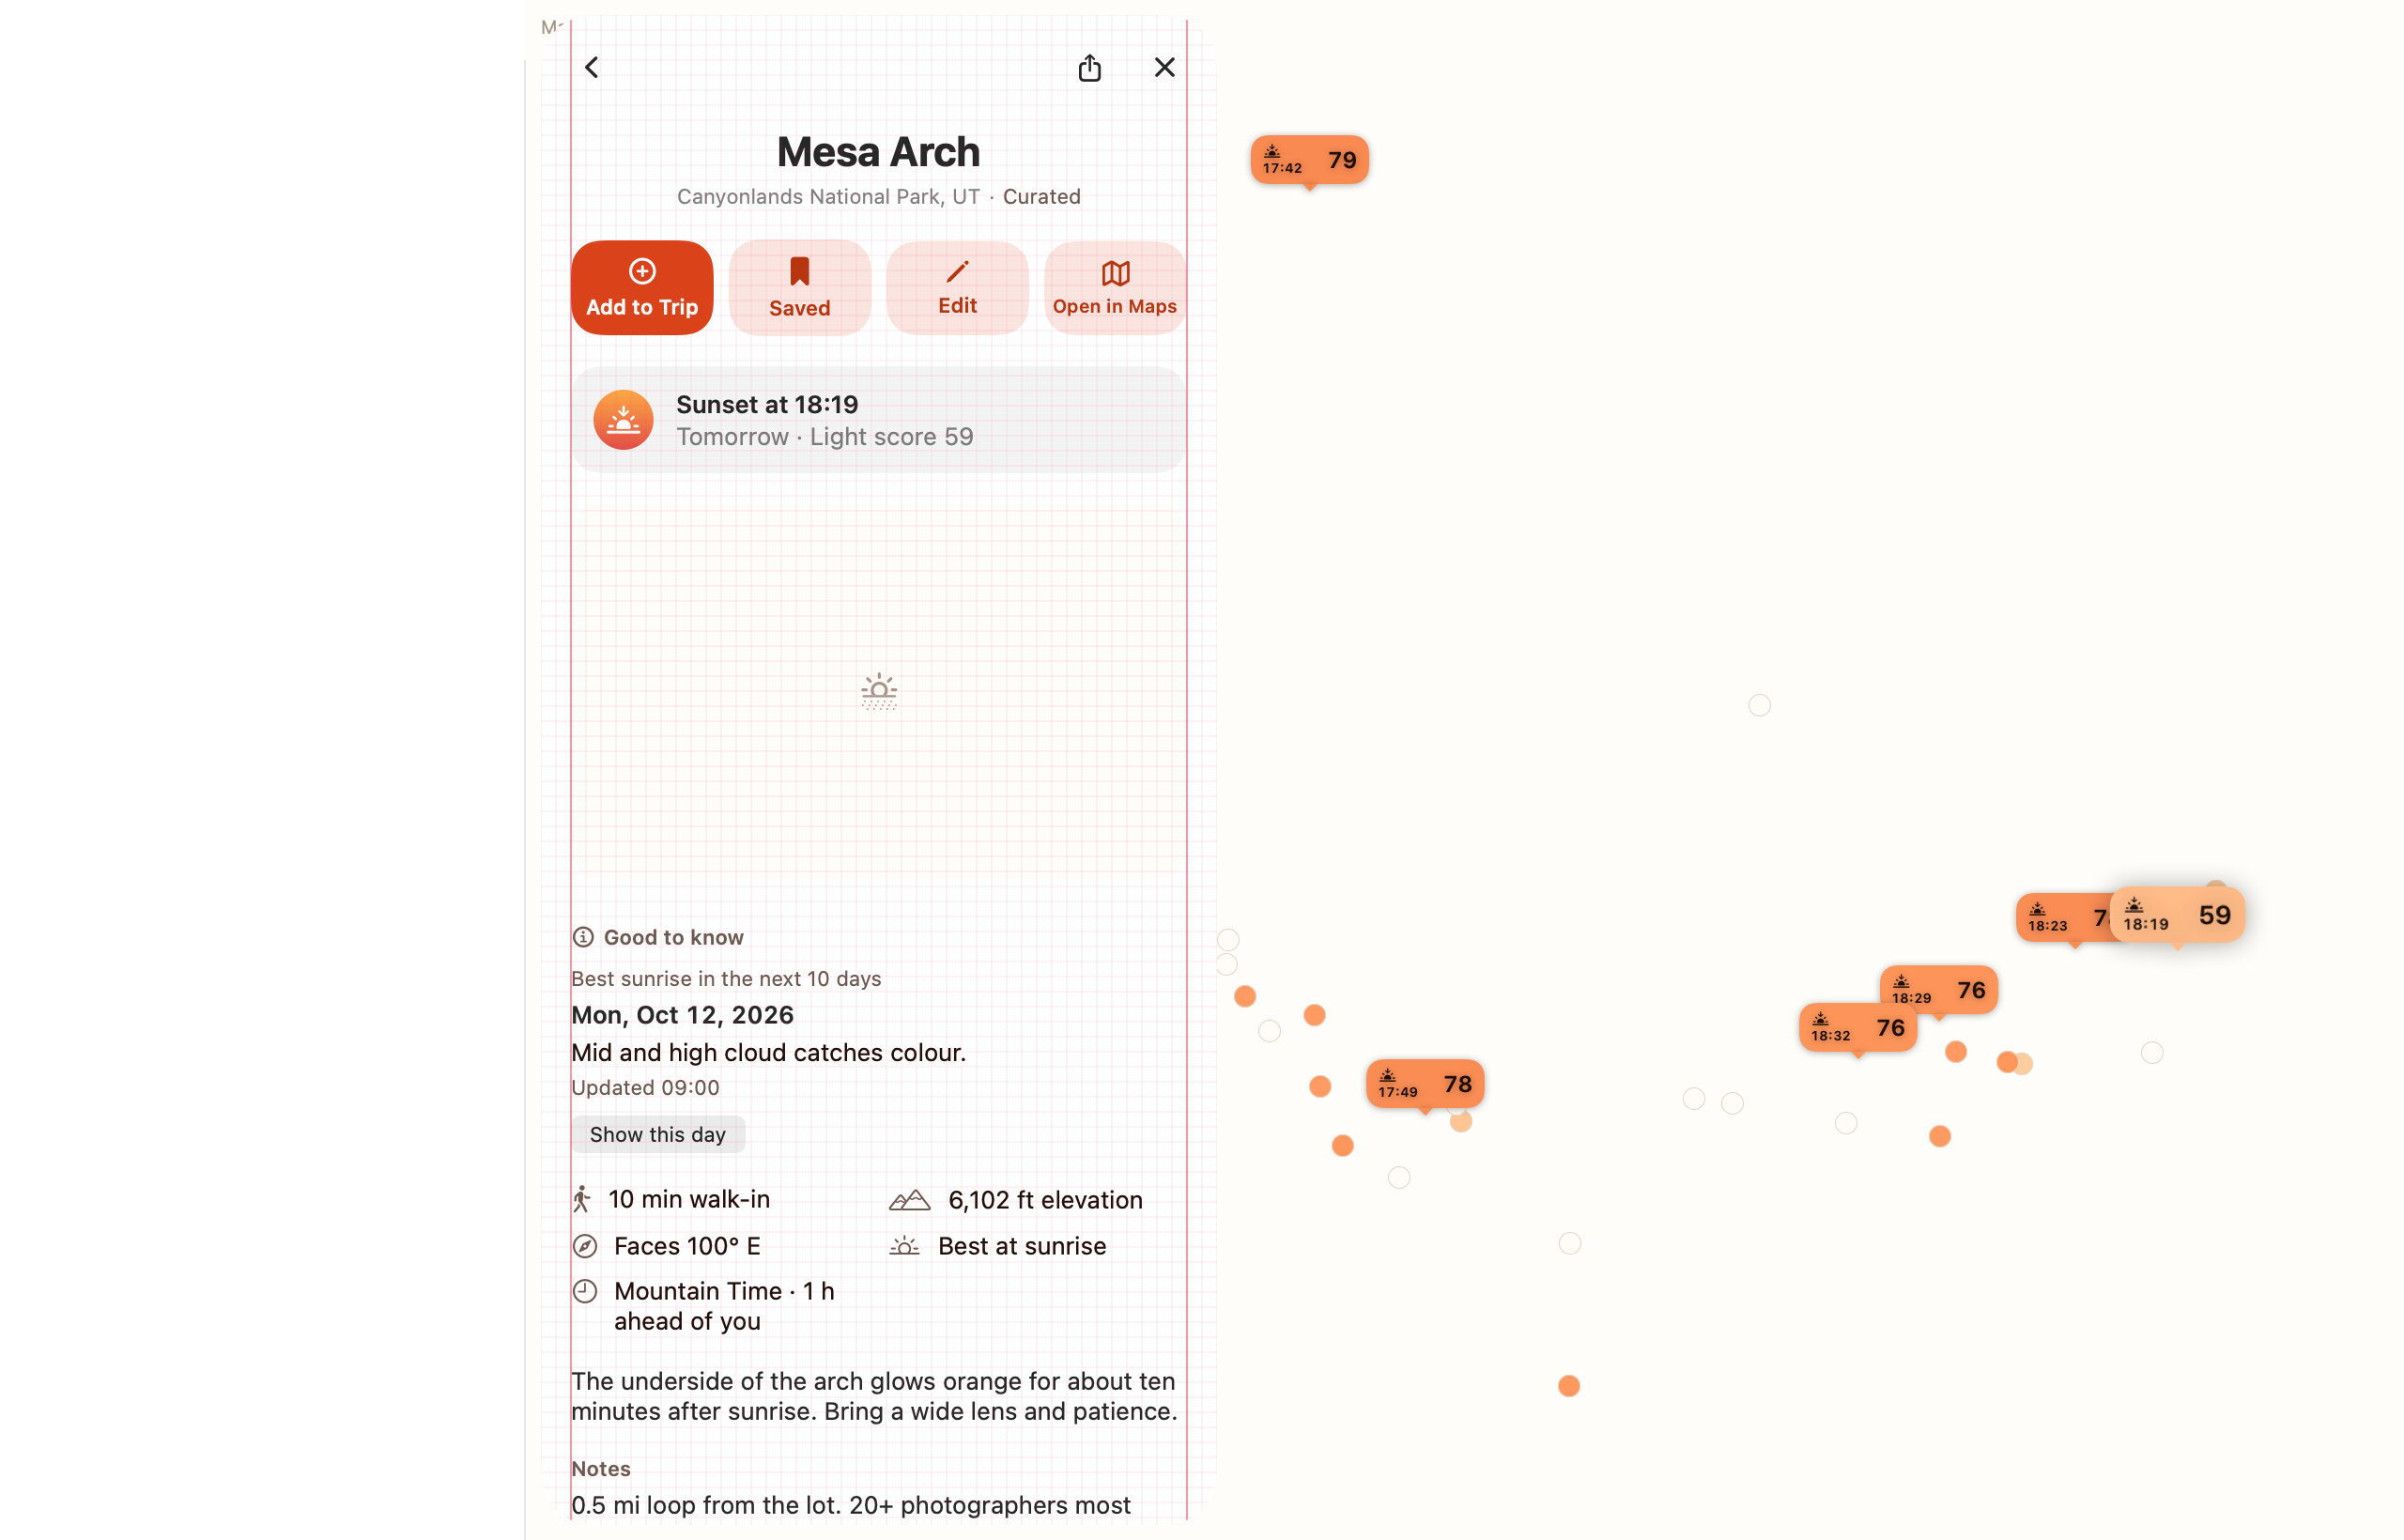 Mesa Arch
Canyonlands National Park, UT · Curated
Add to Trip
Saved
Edit
Open in Maps
Sunset at 18:19
Tomorrow · Light score 59
Good to know
Best sunrise in the next 10 days
Mon, Oct 12, 2026
Mid and high cloud catches colour.
Updated 09:00
Show this day
10 min walk-in
6,102 ft elevation
Faces 100° E
Best at sunrise
Mountain Time · 1 h
ahead of you
The underside of the arch glows orange for about ten
minutes after sunrise. Bring a wide lens and patience.
Notes
0.5 mi loop from the lot. 20+ photographers most
17:42 79
18:23
18:19 59
18:29 76
18:32 76
17:49 78